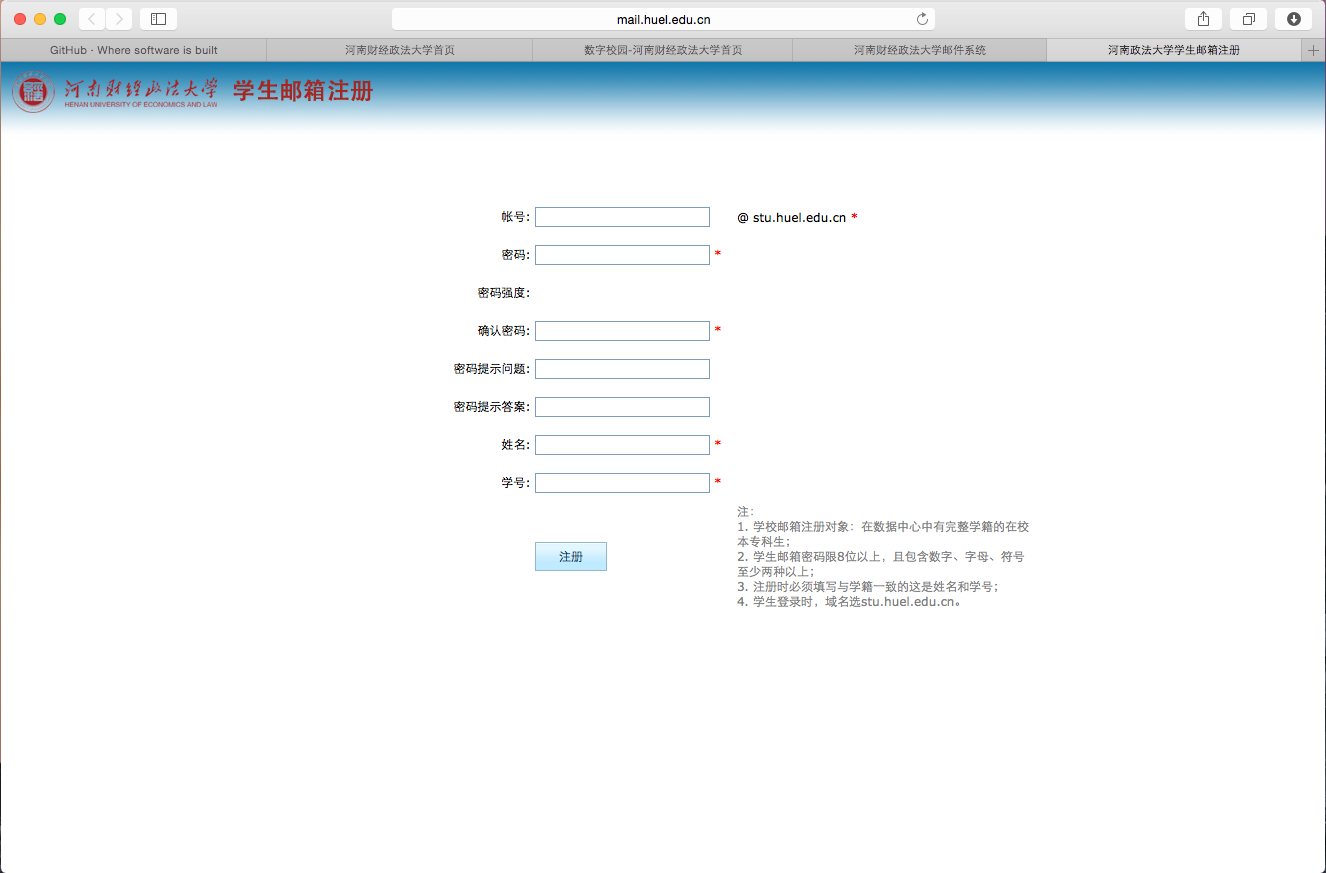 mail.huel.edu.cn
GitHub · Where software is built
河南财经政法大学首页
数字校园-河南财经政法大学首页
河南财经政法大学邮件系统
河南政法大学学生邮箱注册
河南财经政法大学 学生邮箱注册
HENAN UNIVERSITY OF ECONOMICS AND LAW
帐号: @ stu.huel.edu.cn *
密码: *
密码强度:
确认密码: *
密码提示问题:
密码提示答案:
姓名: *
学号: *
注册
注:
1. 学校邮箱注册对象：在数据中心中有完整学籍的在校
本专科生；
2. 学生邮箱密码限8位以上，且包含数字、字母、符号
至少两种以上；
3. 注册时必须填写与学籍一致的这是姓名和学号；
4. 学生登录时，域名选stu.huel.edu.cn。